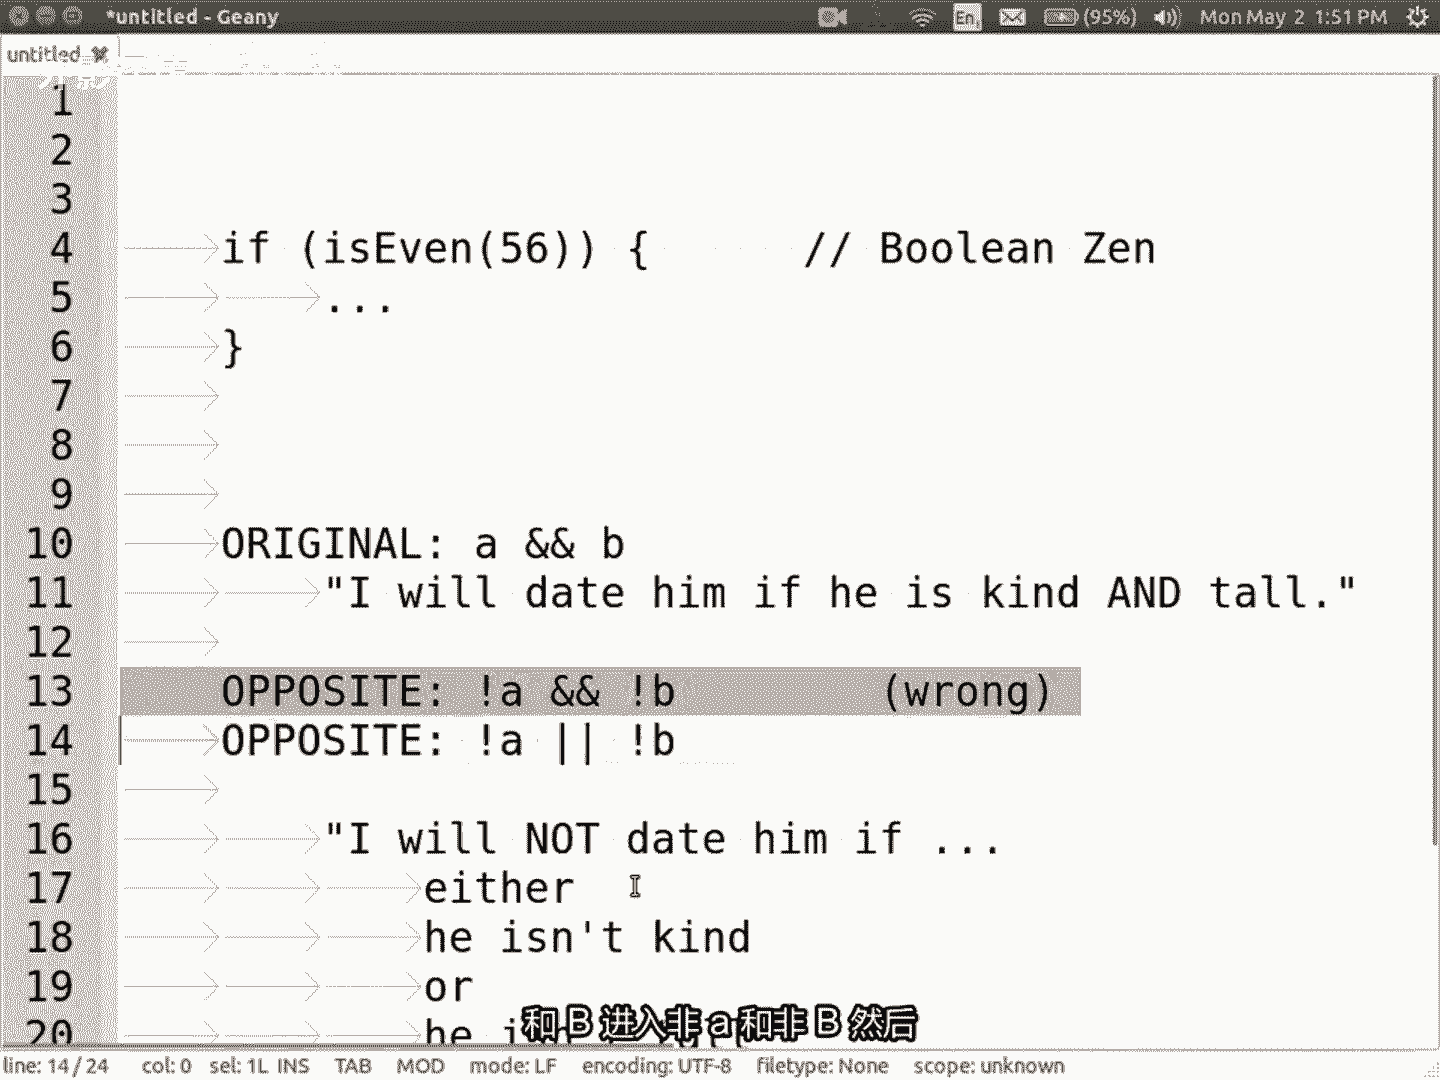 *untitled - Geany
En
(95%)
Mon May 2 1:51 PM
untitled
1
2
3
4 if (isEven(56)) { // Boolean Zen
5 ...
6 }
7
8
9
10 ORIGINAL: a && b
11 "I will date him if he is kind AND tall."
12
13 OPPOSITE: !a && !b (wrong)
14 OPPOSITE: !a || !b
15
16 "I will NOT date him if ...
17 either
18 he isn't kind
19 or
20 he
和 B 进入非 a 和非 B 然后
line: 14 / 24 col: 0 sel: 1L INS TAB MOD mode: LF encoding: UTF-8 filetype: None scope: unknown